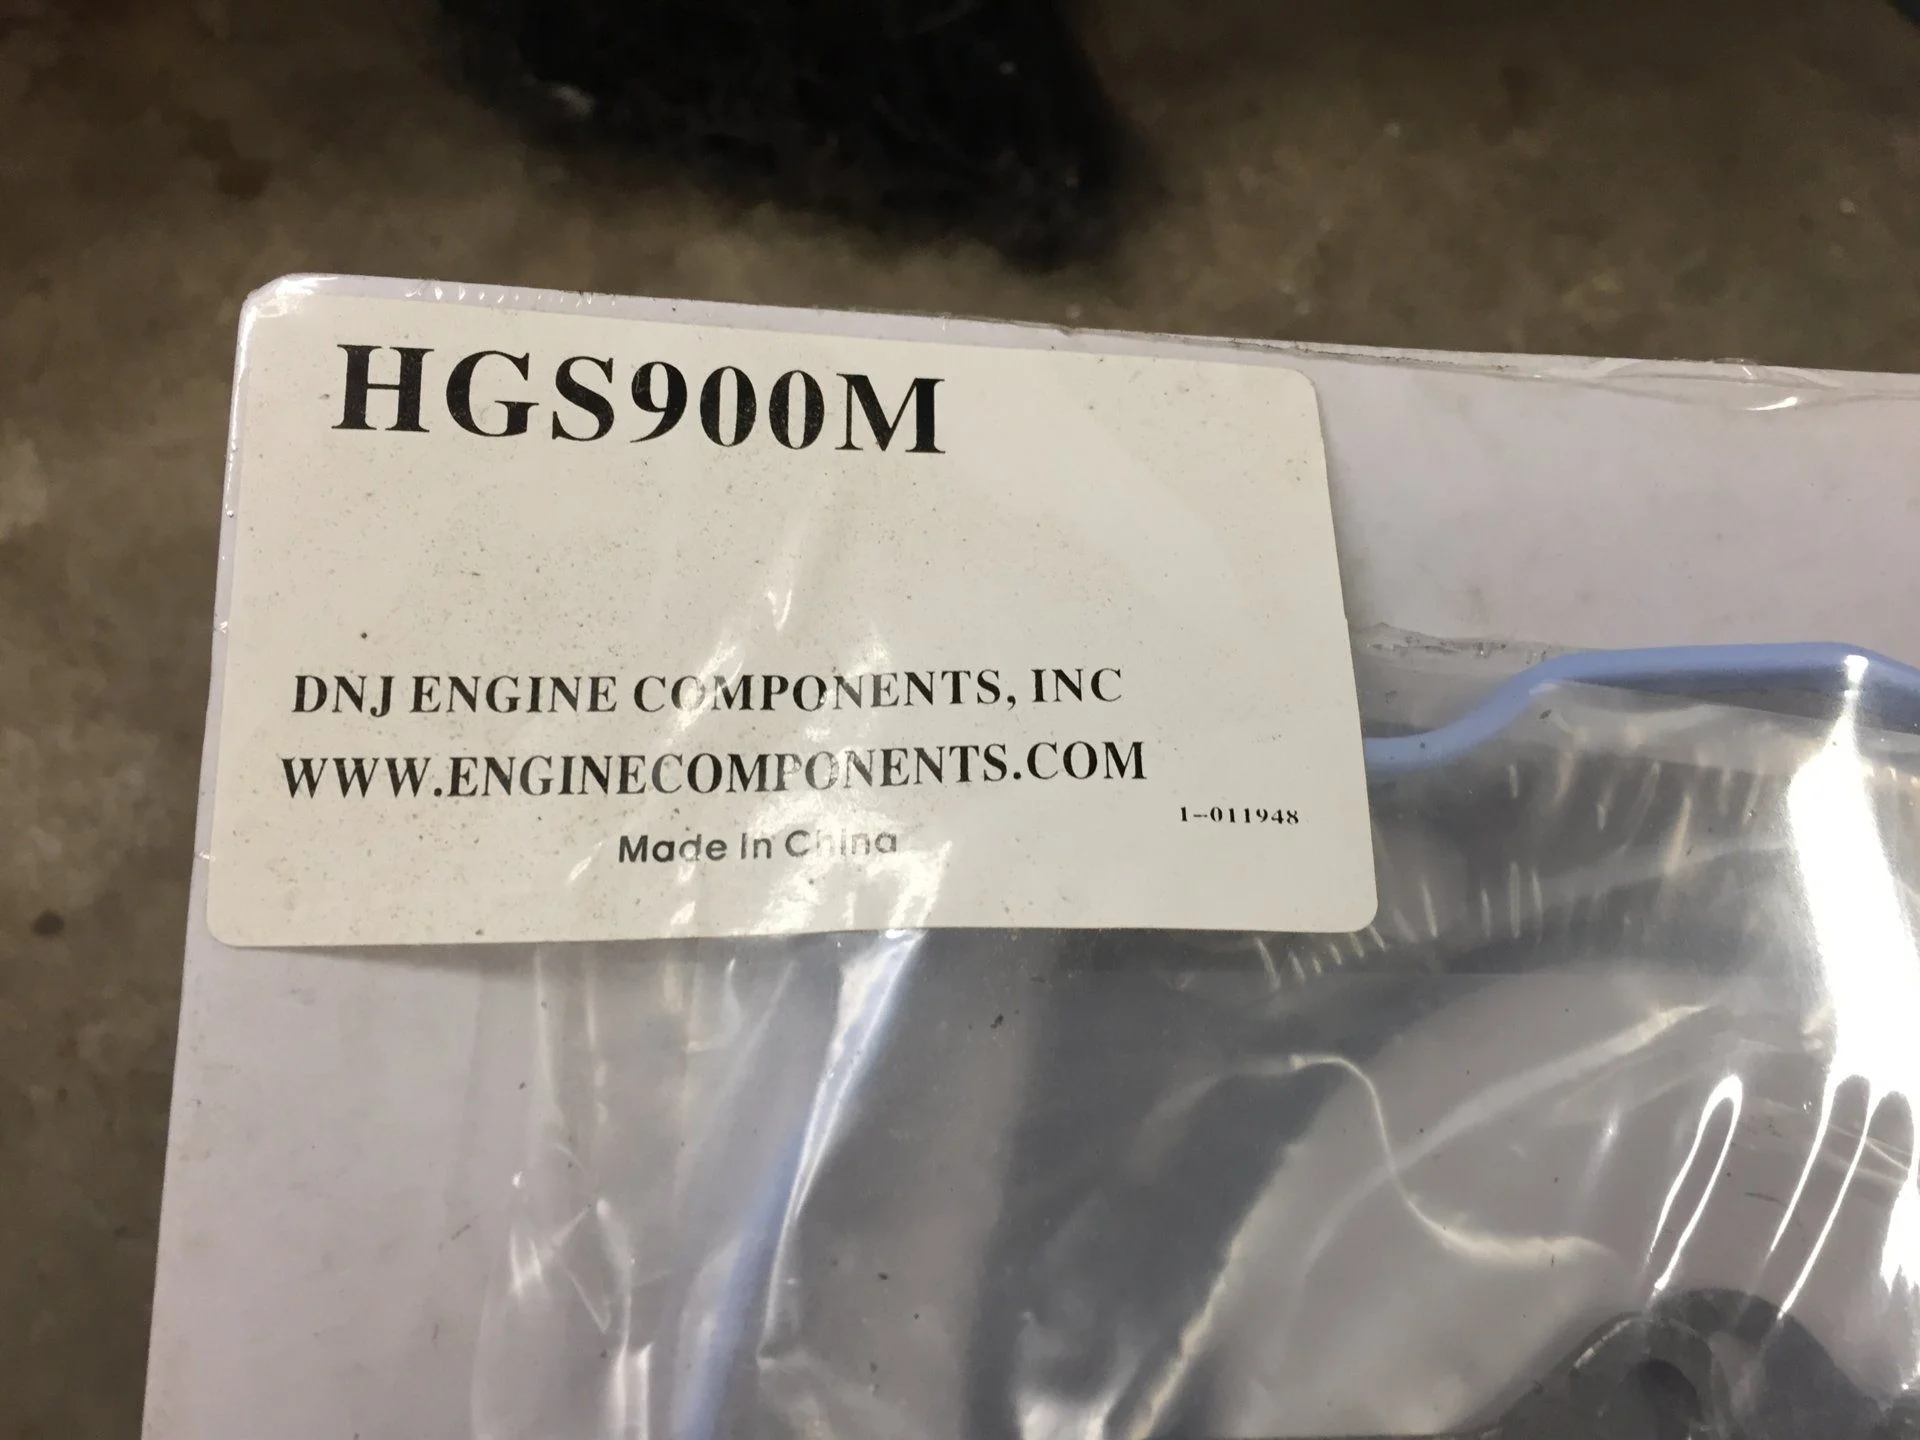 HGS900M
DNJ ENGINE COMPONENTS, INC
WWW.ENGINECOMPONENTS.COM
1-011948
Made In China